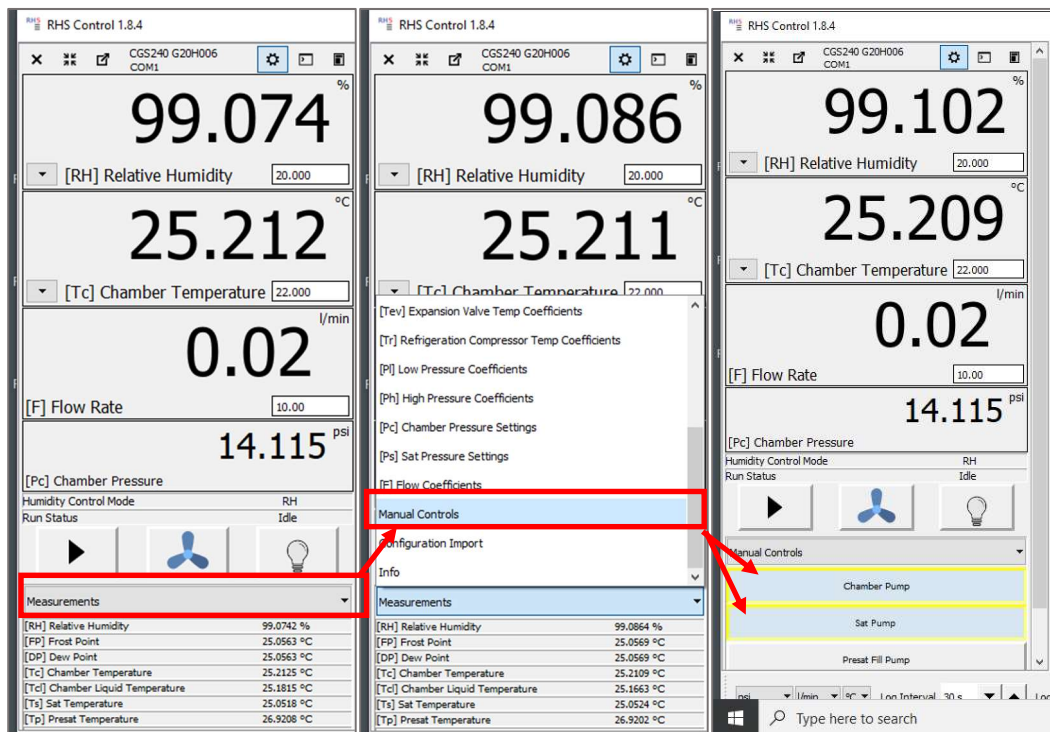 RHS Control 1.8.4
CGS240 G20H006
COM1
%
99.074
[RH] Relative Humidity 20.000
°C
25.212
[Tc] Chamber Temperature 22.000
l/min
0.02
[F] Flow Rate 10.00
14.115 psi
[Pc] Chamber Pressure
Humidity Control Mode RH
Run Status Idle
Measurements
[RH] Relative Humidity 99.0742 %
[FP] Frost Point 25.0563 °C
[DP] Dew Point 25.0563 °C
[Tc] Chamber Temperature 25.2125 °C
[Tcl] Chamber Liquid Temperature 25.1815 °C
[Ts] Sat Temperature 25.0518 °C
[Tp] Presat Temperature 26.9208 °C
RHS Control 1.8.4
CGS240 G20H006
COM1
%
99.086
[RH] Relative Humidity 20.000
°C
25.211
[Tc] Chamber Temperature 22.000
[Tev] Expansion Valve Temp Coefficients
[Tr] Refrigeration Compressor Temp Coefficients
[Pl] Low Pressure Coefficients
[Ph] High Pressure Coefficients
[Pc] Chamber Pressure Settings
[Ps] Sat Pressure Settings
[F] Flow Coefficients
Manual Controls
Configuration Import
Info
Measurements
[RH] Relative Humidity 99.0864 %
[FP] Frost Point 25.0569 °C
[DP] Dew Point 25.0569 °C
[Tc] Chamber Temperature 25.2109 °C
[Tcl] Chamber Liquid Temperature 25.1663 °C
[Ts] Sat Temperature 25.0524 °C
[Tp] Presat Temperature 26.9202 °C
RHS Control 1.8.4
CGS240 G20H006
COM1
%
99.102
[RH] Relative Humidity 20.000
°C
25.209
[Tc] Chamber Temperature 22.000
l/min
0.02
[F] Flow Rate 10.00
14.115 psi
[Pc] Chamber Pressure
Humidity Control Mode RH
Run Status Idle
Manual Controls
Chamber Pump
Sat Pump
Presat Fill Pump
psi l/min °C Log Interval 30 s
Type here to search